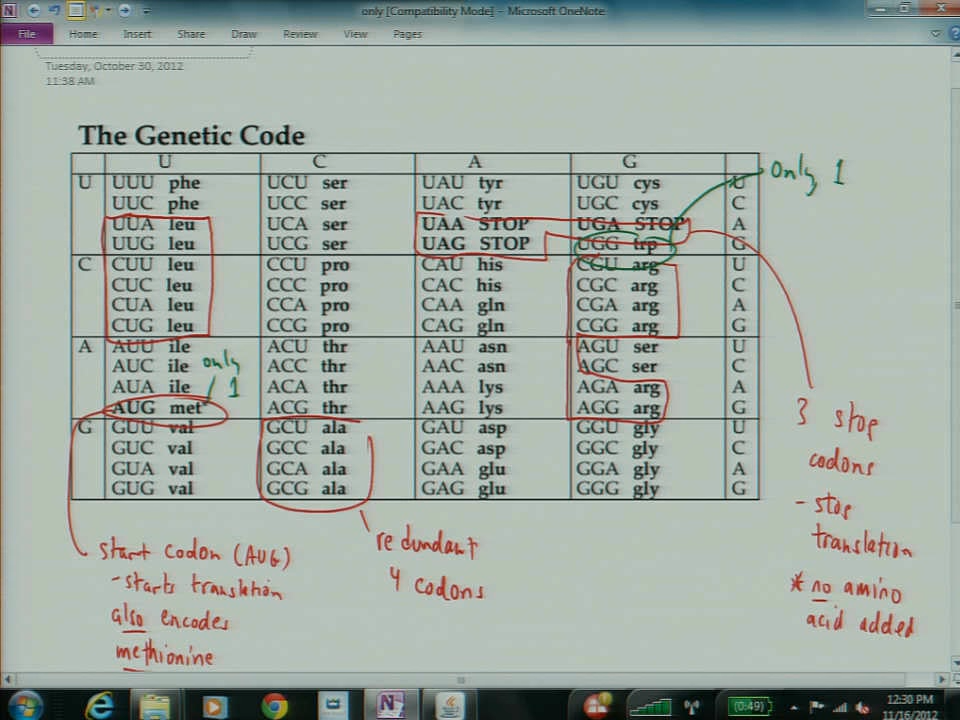 only [Compatibility Mode] - Microsoft OneNote
File Home Insert Share Draw Review View Pages
Tuesday, October 30, 2012
11:38 AM
The Genetic Code
U C A G
U UUU phe UCU ser UAU tyr UGU cys U
UUC phe UCC ser UAC tyr UGC cys C
UUA leu UCA ser UAA STOP UGA STOP A
UUG leu UCG ser UAG STOP UGG trp G
C CUU leu CCU pro CAU his CGU arg U
CUC leu CCC pro CAC his CGC arg C
CUA leu CCA pro CAA gln CGA arg A
CUG leu CCG pro CAG gln CGG arg G
A AUU ile ACU thr AAU asn AGU ser U
AUC ile ACC thr AAC asn AGC ser C
AUA ile ACA thr AAA lys AGA arg A
AUG met ACG thr AAG lys AGG arg G
G GUU val GCU ala GAU asp GGU gly U
GUC val GCC ala GAC asp GGC gly C
GUA val GCA ala GAA glu GGA gly A
GUG val GCG ala GAG glu GGG gly G
only 1
only
1
3 stop
codons
- stop
translation
* no amino
acid added
redundant
4 codons
start codon (AUG)
- starts translation
also encodes
methionine
(0:49)
12:30 PM
11/16/2012